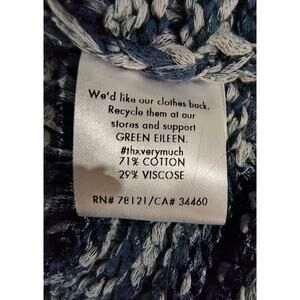 We'd like our clothes back.
Recycle them at our
stores and support
GREEN EILEEN.
#thxverymuch
71% COTTON
29% VISCOSE
RN# 78121/CA# 34460